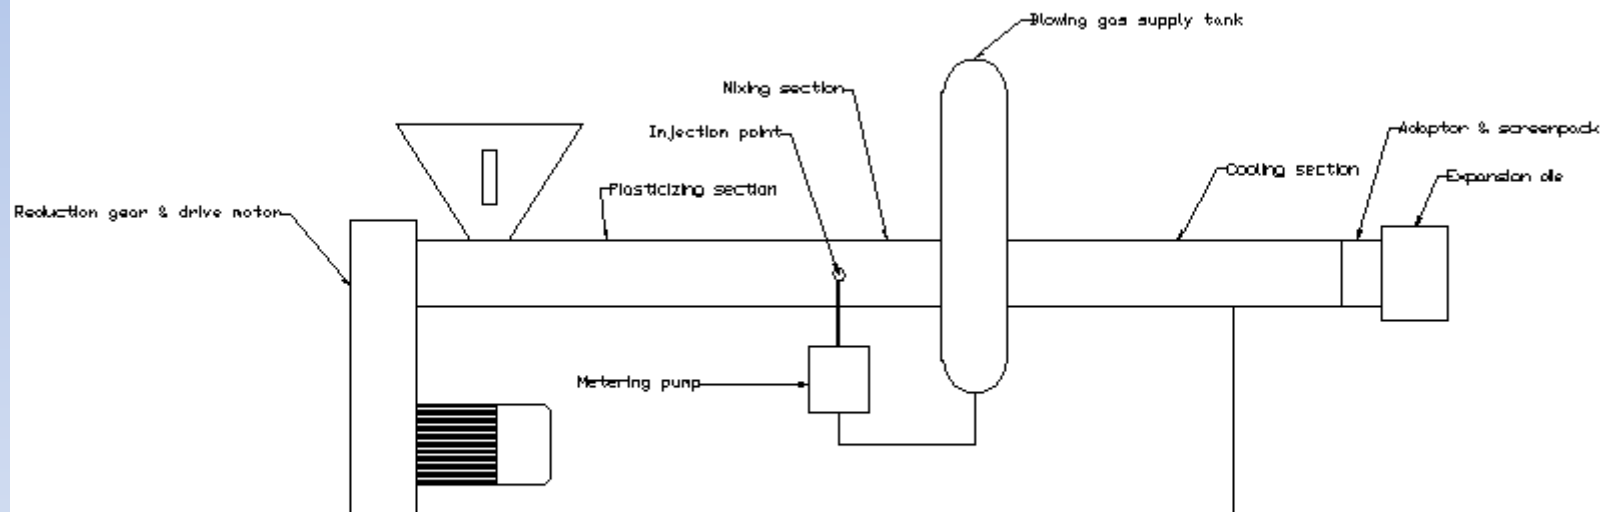 Blowing gas supply tank
Mixing section
Injection point
Adaptor & screenpack
Cooling section
Expansion die
Plasticizing section
Reduction gear & drive motor
Metering pump